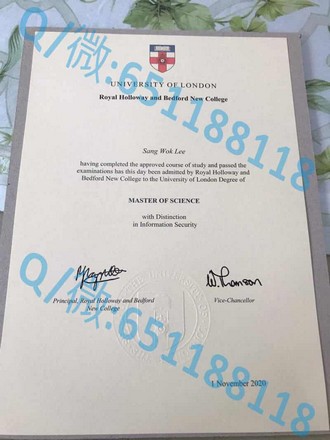 UNIVERSITY OF LONDON
Royal Holloway and Bedford New College
Sang Wok Lee
having completed the approved course of study and passed the
examinations has this day been admitted by Royal Holloway and
Bedford New College to the University of London Degree of
MASTER OF SCIENCE
with Distinction
in Information Security
Principal, Royal Holloway and Bedford
New College
Vice-Chancellor
1 November 2020
Q/微:651188118
Q/微:651188118